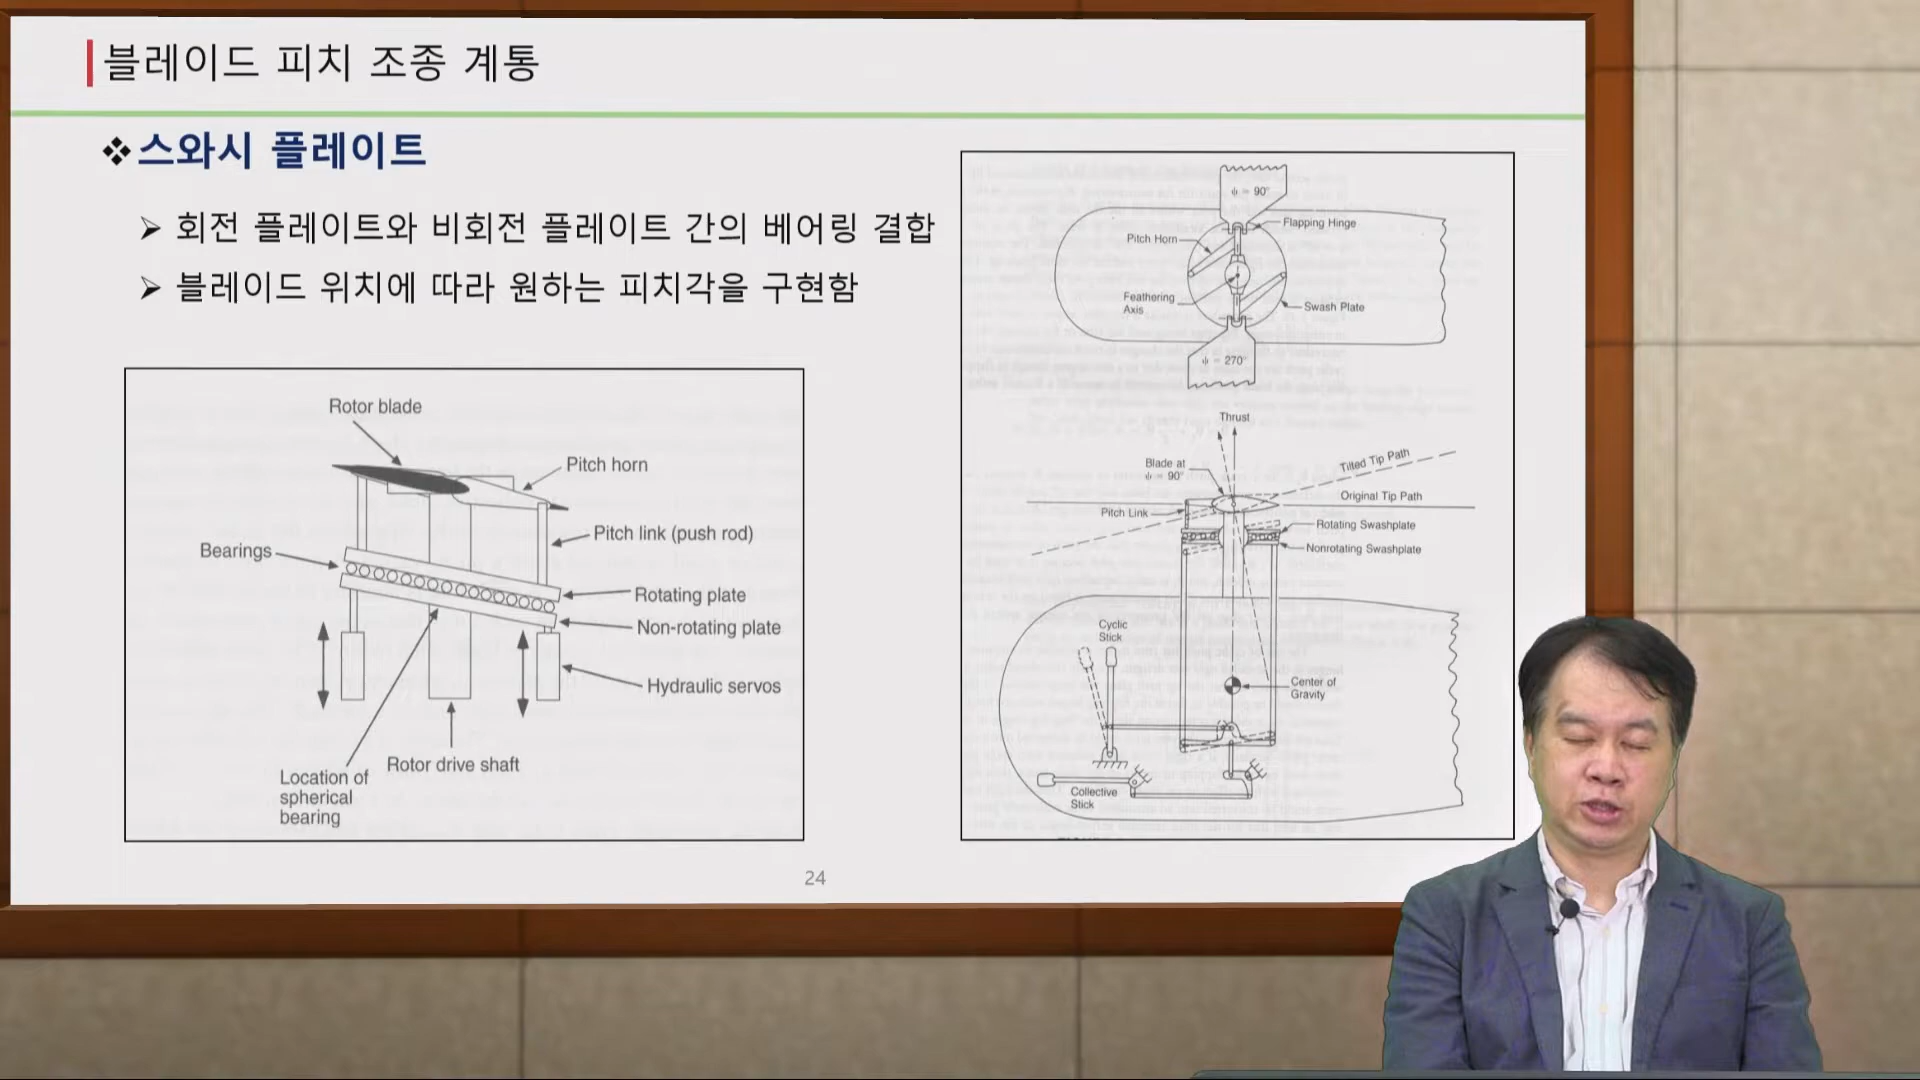 블레이드 피치 조종 계통
❖스와시 플레이트
➢ 회전 플레이트와 비회전 플레이트 간의 베어링 결합
➢ 블레이드 위치에 따라 원하는 피치각을 구현함
Rotor blade
Pitch horn
Pitch link (push rod)
Bearings
Rotating plate
Non-rotating plate
Hydraulic servos
Rotor drive shaft
Location of
spherical
bearing
ψ = 90°
Flapping Hinge
Pitch Horn
Feathering
Axis
Swash Plate
ψ = 270°
Thrust
Blade at
ψ = 90°
Tilted Tip Path
Original Tip Path
Pitch Link
Rotating Swashplate
Nonrotating Swashplate
Cyclic
Stick
Center of
Gravity
Collective
Stick
24